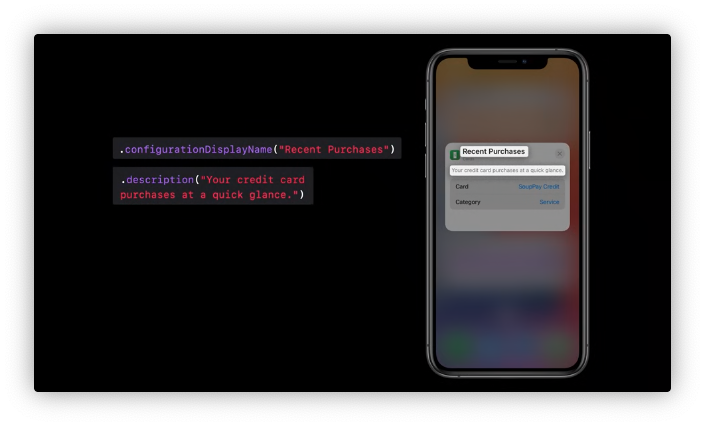 .configurationDisplayName("Recent Purchases")
.description("Your credit card
purchases at a quick glance.")
Recent Purchases
Your credit card purchases at a quick glance.
Card SoupPay Credit
Category Service